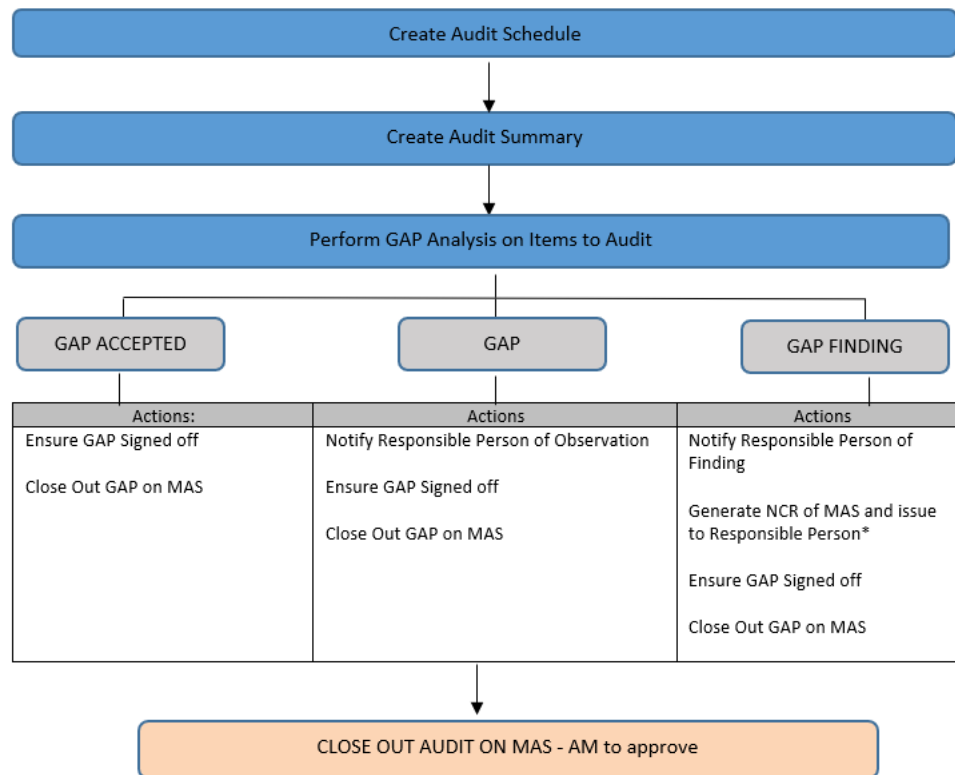 Create Audit Schedule
Create Audit Summary
Perform GAP Analysis on Items to Audit
GAP ACCEPTED
GAP
GAP FINDING
Actions:
Ensure GAP Signed off
Close Out GAP on MAS
Actions
Notify Responsible Person of Observation
Ensure GAP Signed off
Close Out GAP on MAS
Actions
Notify Responsible Person of
Finding
Generate NCR of MAS and issue
to Responsible Person*
Ensure GAP Signed off
Close Out GAP on MAS
CLOSE OUT AUDIT ON MAS - AM to approve